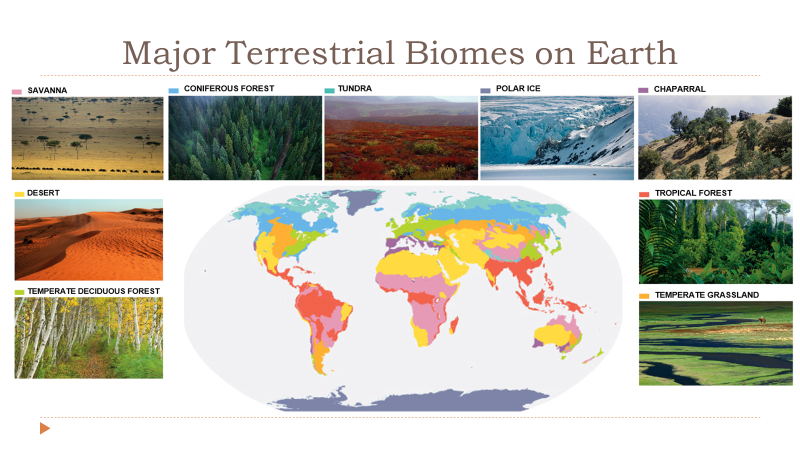 Major Terrestrial Biomes on Earth
SAVANNA
CONIFEROUS FOREST
TUNDRA
POLAR ICE
CHAPARRAL
DESERT
TROPICAL FOREST
TEMPERATE DECIDUOUS FOREST
TEMPERATE GRASSLAND